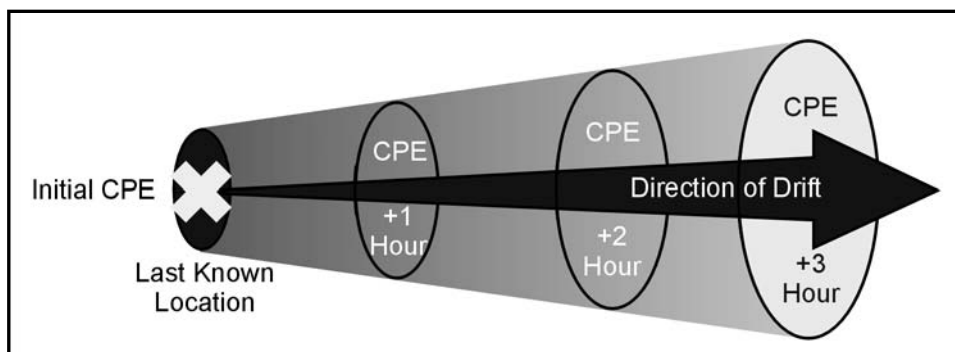 Initial CPE
Last Known
Location
CPE
+1
Hour
CPE
+2
Hour
CPE
+3
Hour
Direction of Drift